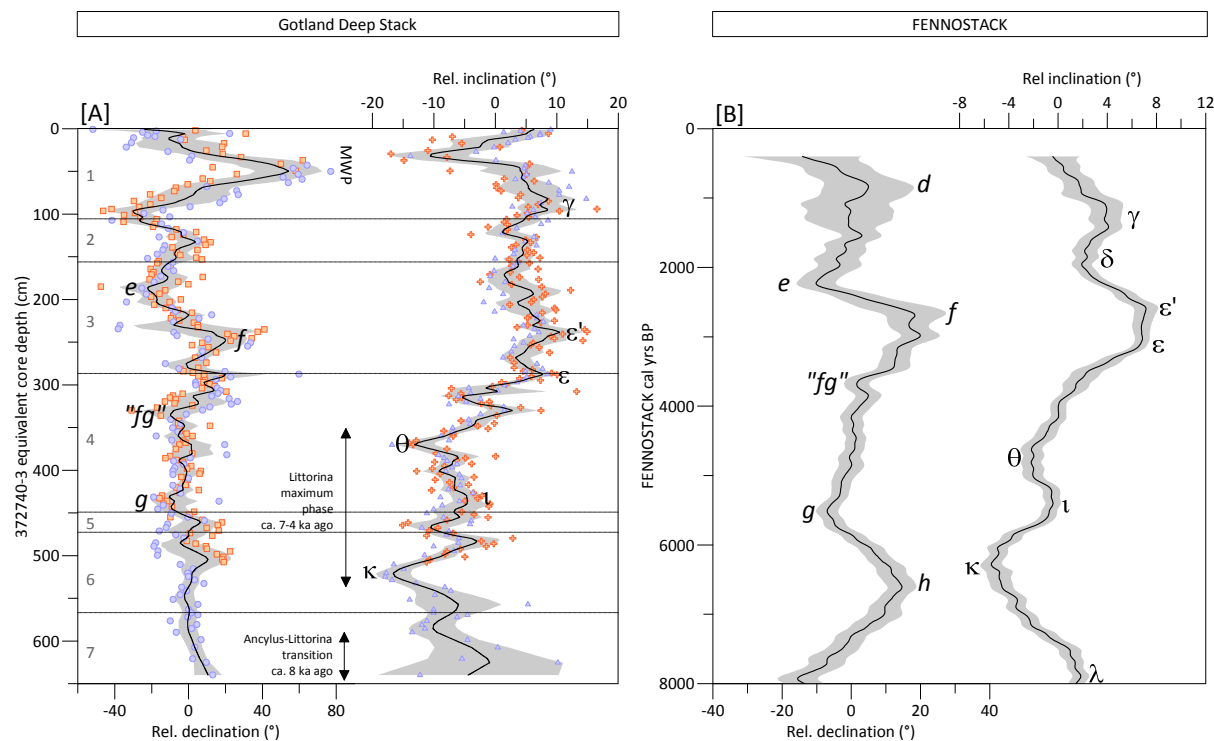 Gotland Deep Stack
FENNOSTACK
[A]
Rel. inclination (°)
-20 -10 0 10 20
[B]
Rel inclination (°)
-8 -4 0 4 8 12
372740-3 equivalent core depth (cm)
0
100
200
300
400
500
600
1
2
3
4
5
6
7
e
f
"fg"
g
MVP
γ
ε'
ε
θ
ι
κ
Littorina
maximum
phase
ca. 7-4 ka ago
Ancylus-Littorina
transition
ca. 8 ka ago
-40 0 40 80
Rel. declination (°)
FENNOSTACK cal yrs BP
0
2000
4000
6000
8000
d
e
f
"fg"
g
h
γ
δ
ε'
ε
θ
ι
κ
λ
-40 -20 0 20 40
Rel. declination (°)